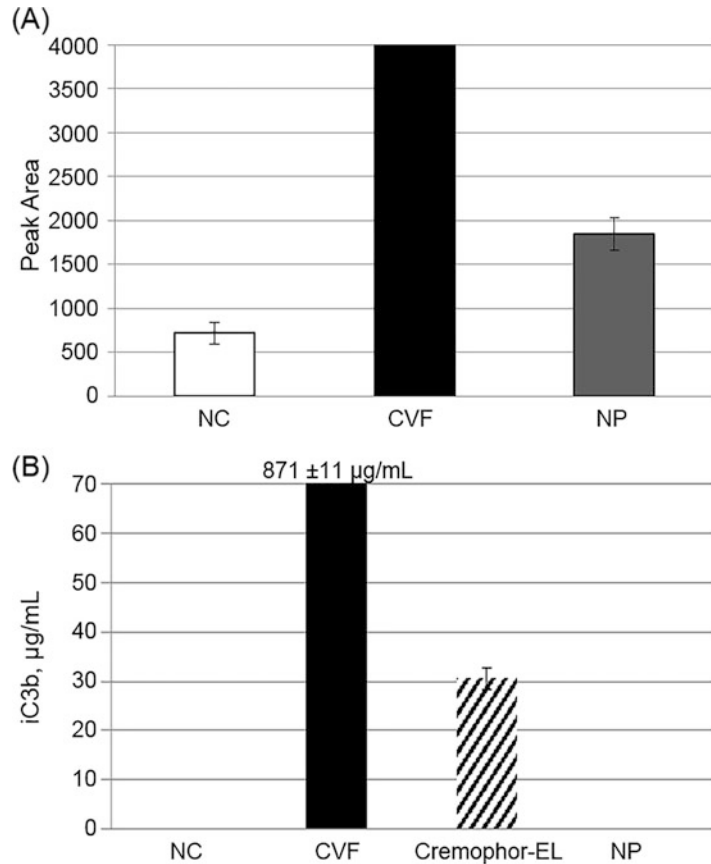 (A)
Peak Area
4000
3500
3000
2500
2000
1500
1000
500
0
NC CVF NP
(B)
871 ±11 µg/mL
iC3b, µg/mL
70
60
50
40
30
20
10
0
NC CVF Cremophor-EL NP